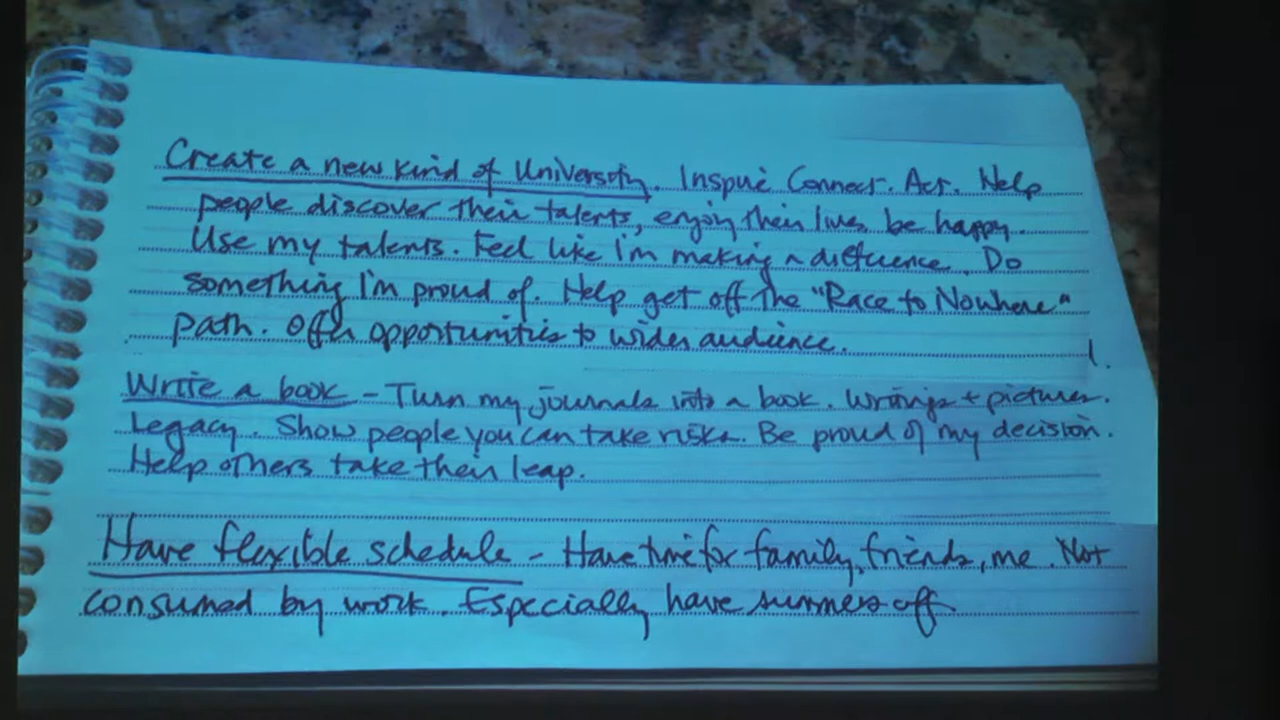 Create a new kind of University. Inspire Connect. Act. Help
people discover their talents, enjoy their lives, be happy.
Use my talents. Feel like I'm making a difference. Do
something I'm proud of. Help get off the "Race to Nowhere"
path. Offer opportunities to wider audience.
1.
Write a book - Turn my journals into a book. Writings + pictures.
Legacy. Show people you can take risks. Be proud of my decision.
Help others take their leap.
Have flexible schedule - Have time for family, friends, me. Not
consumed by work. Especially have summers off